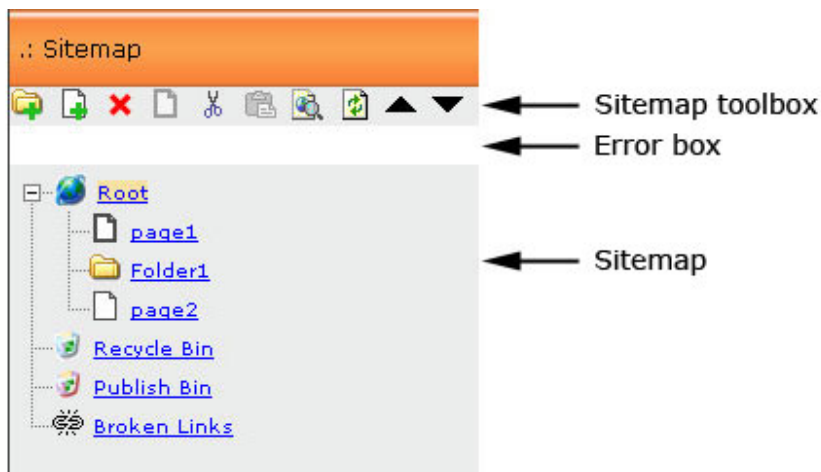 .: Sitemap
Sitemap toolbox
Error box
Root
page1
Folder1
Sitemap
page2
Recycle Bin
Publish Bin
Broken Links